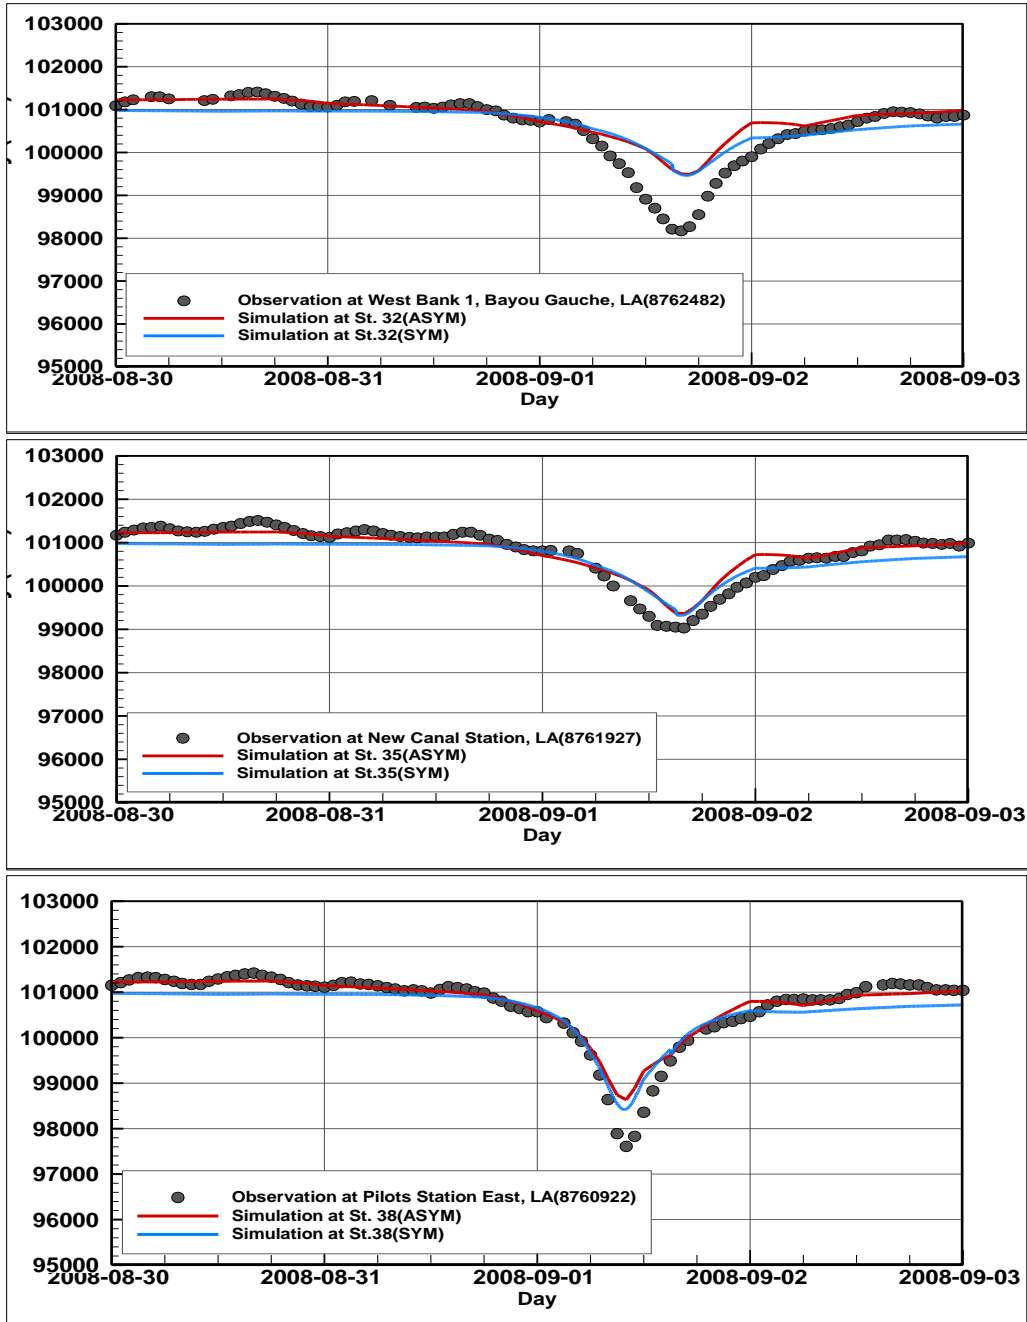 103000
102000
101000
100000
99000
98000
97000
96000
95000
Observation at West Bank 1, Bayou Gauche, LA(8762482)
Simulation at St. 32(ASYM)
Simulation at St.32(SYM)
2008-08-30 2008-08-31 2008-09-01 2008-09-02 2008-09-03
Day
103000
102000
101000
100000
99000
98000
97000
96000
95000
Observation at New Canal Station, LA(8761927)
Simulation at St. 35(ASYM)
Simulation at St.35(SYM)
2008-08-30 2008-08-31 2008-09-01 2008-09-02 2008-09-03
Day
103000
102000
101000
100000
99000
98000
97000
96000
95000
Observation at Pilots Station East, LA(8760922)
Simulation at St. 38(ASYM)
Simulation at St.38(SYM)
2008-08-30 2008-08-31 2008-09-01 2008-09-02 2008-09-03
Day